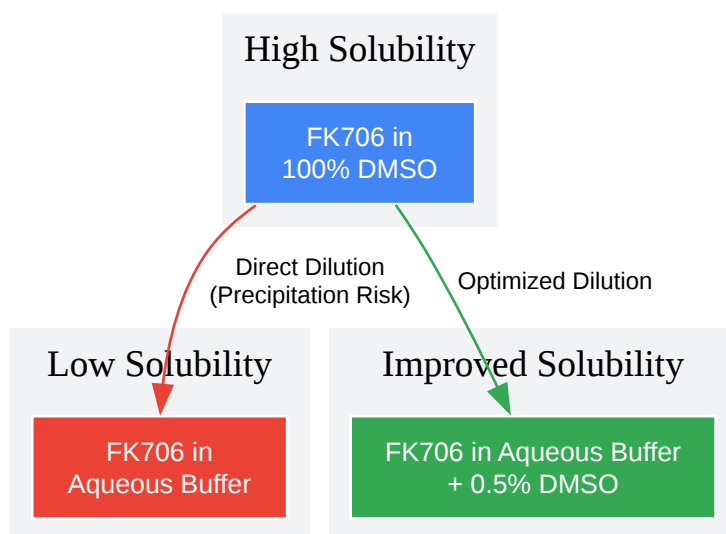 High Solubility
FK706 in
100% DMSO
Direct Dilution
(Precipitation Risk)
Optimized Dilution
Low Solubility
FK706 in
Aqueous Buffer
Improved Solubility
FK706 in Aqueous Buffer
+ 0.5% DMSO